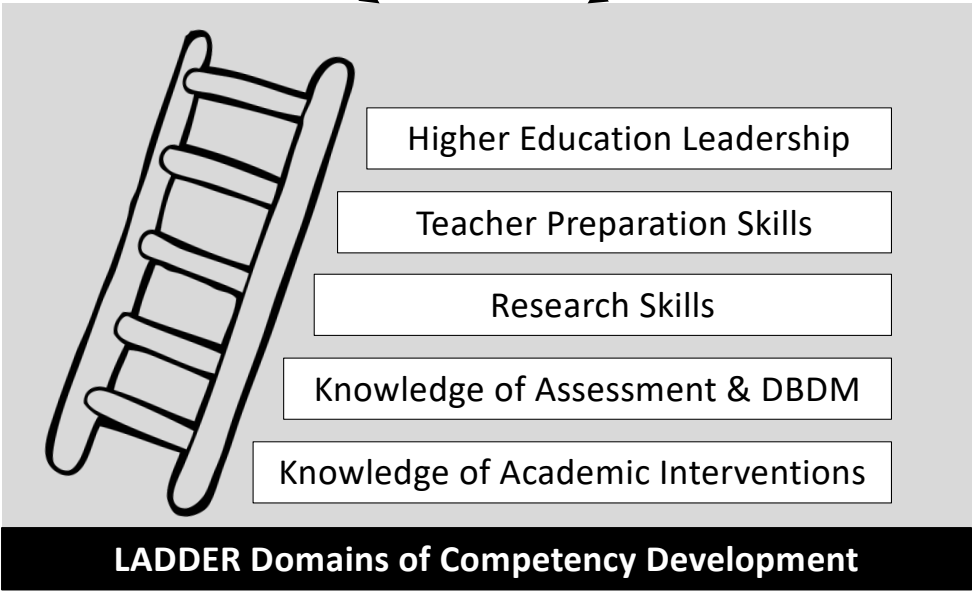 Higher Education Leadership
Teacher Preparation Skills
Research Skills
Knowledge of Assessment & DBDM
Knowledge of Academic Interventions
LADDER Domains of Competency Development